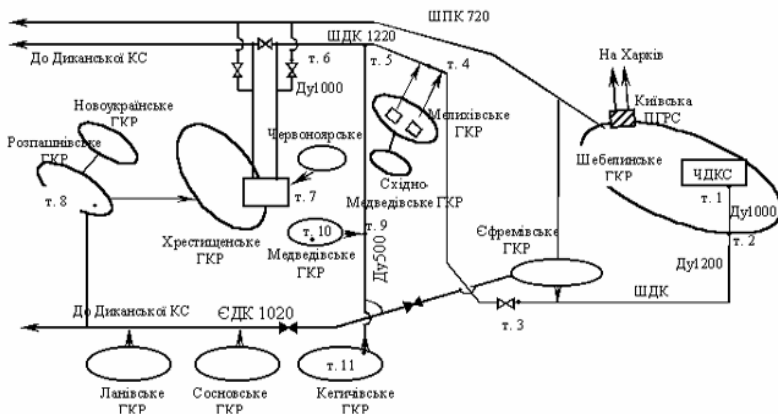 ШПК 720
ШДК 1220
До Диканської КС
т. 6
т. 5
т. 4
Ду1000
На Харків
Київська
ПГРС
Новоукраїнське
ГКР
Розпашнівське
ГКР
т. 8
Червоноярське
Мелихівське
ГКР
Східно-
Медведівське ГКР
Шебелинське
ГКР
ЧДКС
т. 1
Ду1000
т. 2
т. 7
Хрестищенське
ГКР
т. 10
Медведівське
ГКР
т. 9
Ду500
Єфремівське
ГКР
Ду1200
ШДК
т. 3
До Диканської КС
ЄДК 1020
Ланівське
ГКР
Сосновське
ГКР
т. 11
Кегичівське
ГКР